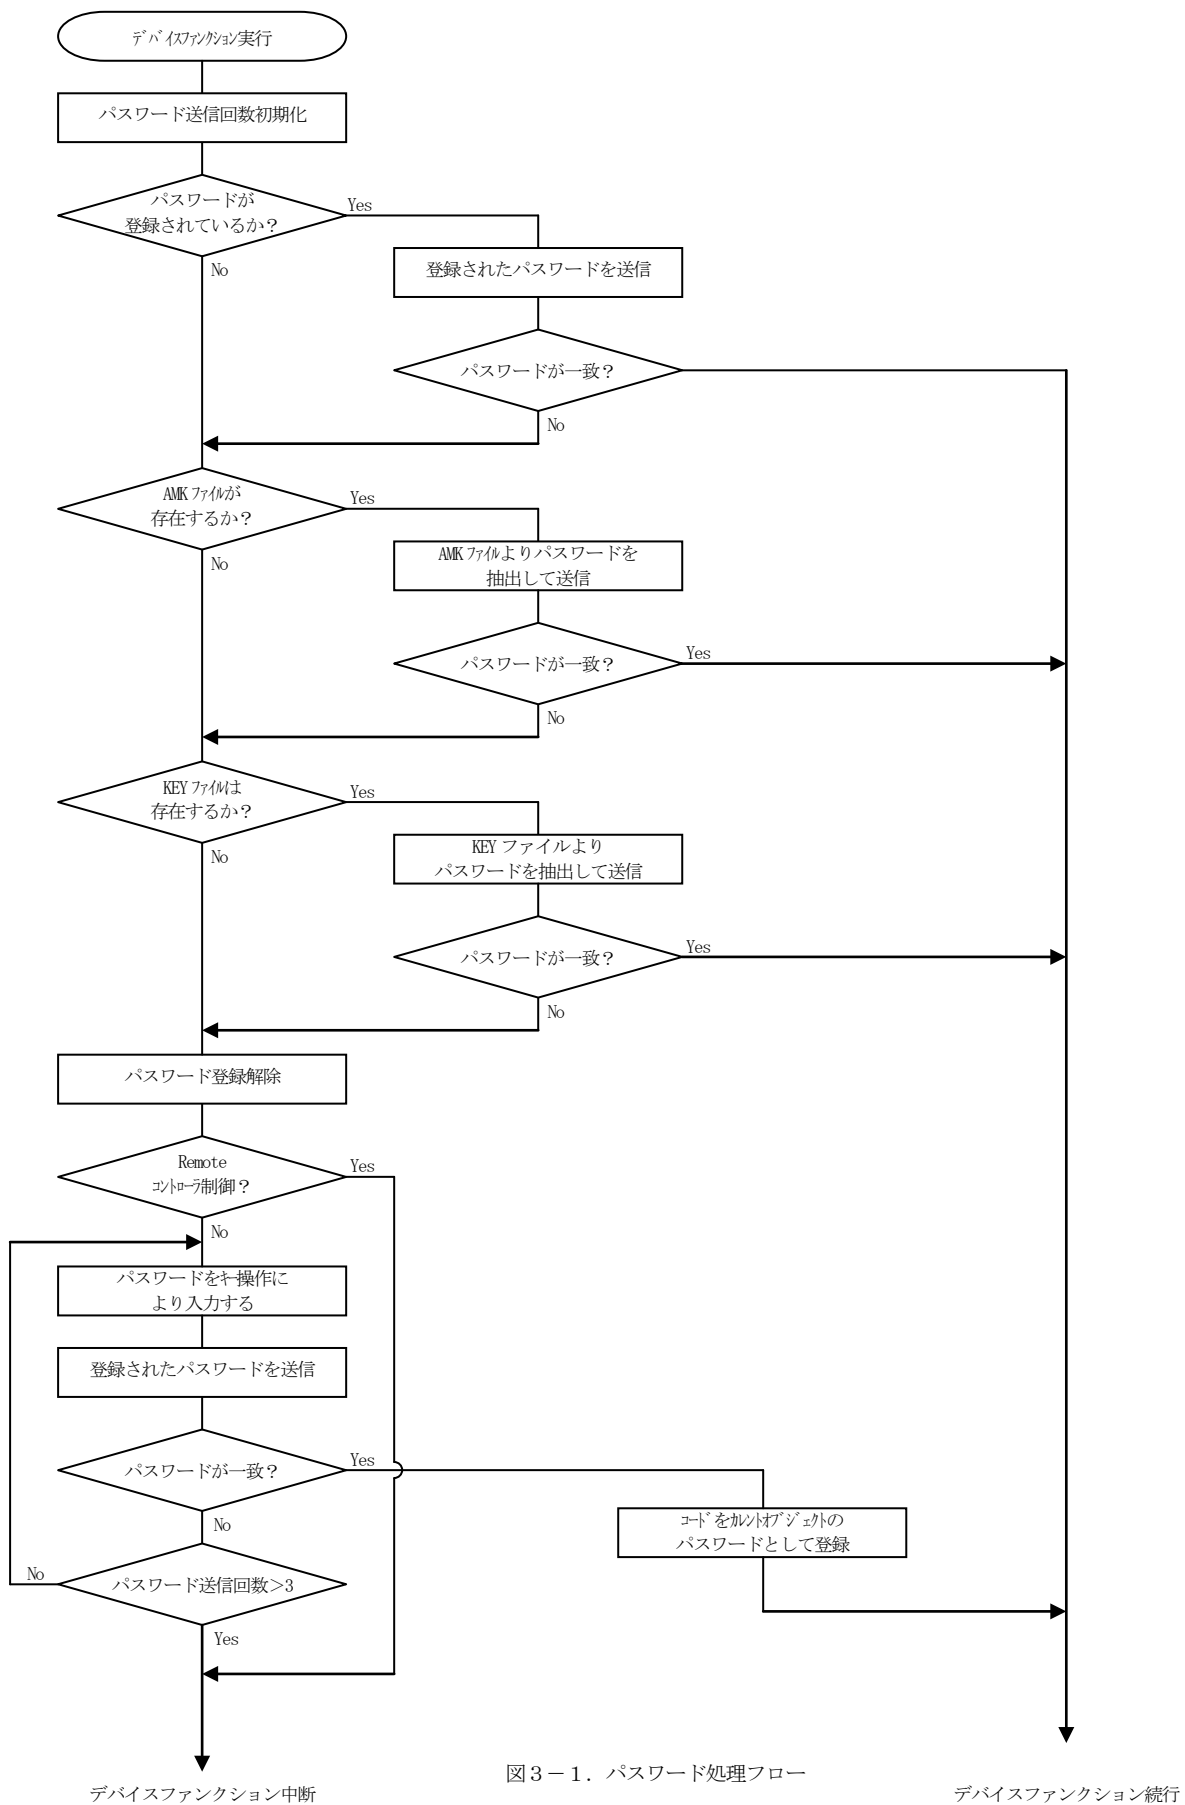 デバイスファンクション実行
パスワード送信回数初期化
パスワードが
登録されているか？
Yes
No
登録されたパスワードを送信
パスワードが一致？
No
AMKファイルが
存在するか？
Yes
No
AMKファイルよりパスワードを
抽出して送信
パスワードが一致？
Yes
No
KEYファイルは
存在するか？
Yes
No
KEYファイルより
パスワードを抽出して送信
パスワードが一致？
Yes
No
パスワード登録解除
Remote
コントローラ制御？
Yes
No
パスワードをキー操作に
より入力する
登録されたパスワードを送信
パスワードが一致？
Yes
No
コードをカレントオブジェクトの
パスワードとして登録
パスワード送信回数＞3
No
Yes
図３－１．パスワード処理フロー
デバイスファンクション中断
デバイスファンクション続行